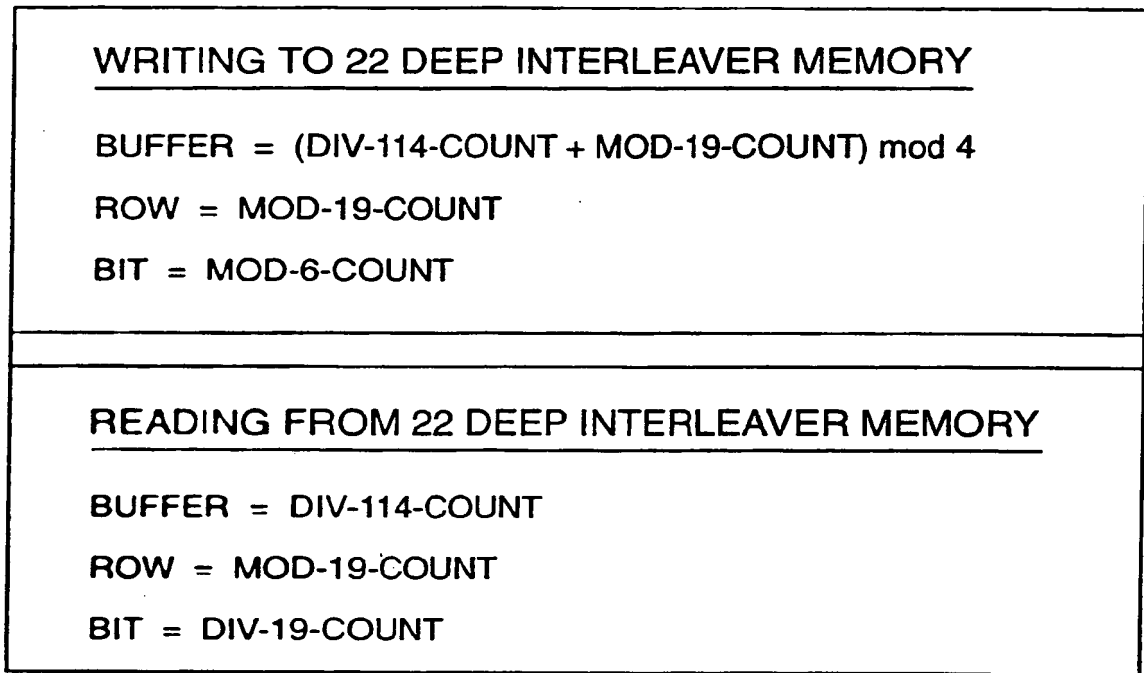 WRITING TO 22 DEEP INTERLEAVER MEMORY
BUFFER = (DIV-114-COUNT + MOD-19-COUNT) mod 4
ROW = MOD-19-COUNT
BIT = MOD-6-COUNT
READING FROM 22 DEEP INTERLEAVER MEMORY
BUFFER = DIV-114-COUNT
ROW = MOD-19-COUNT
BIT = DIV-19-COUNT